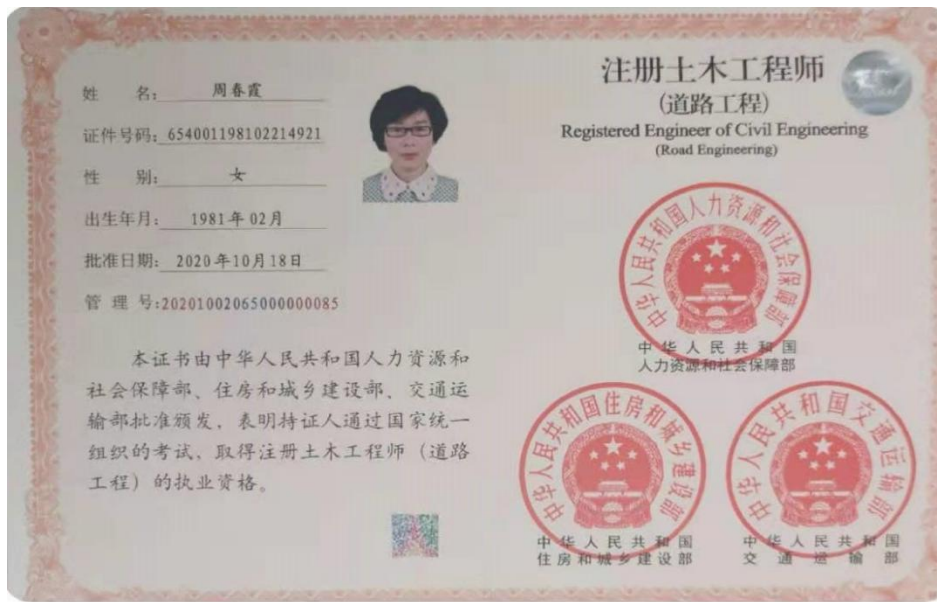 姓 名: 周春霞
证件号码: 654001198102214921
性 别: 女
出生年月: 1981年02月
批准日期: 2020年10月18日
管 理 号:20201002065000000085
本证书由中华人民共和国人力资源和
社会保障部、住房和城乡建设部、交通运
输部批准颁发，表明持证人通过国家统一
组织的考试，取得注册土木工程师（道路
工程）的执业资格。
注册土木工程师
(道路工程)
Registered Engineer of Civil Engineering
(Road Engineering)
中华人民共和国人力资源和社会保障部
中华人民共和国
人力资源和社会保障部
中华人民共和国住房和城乡建设部
中华人民共和国
住房和城乡建设部
中华人民共和国交通运输部
中华人民共和国
交通运输部